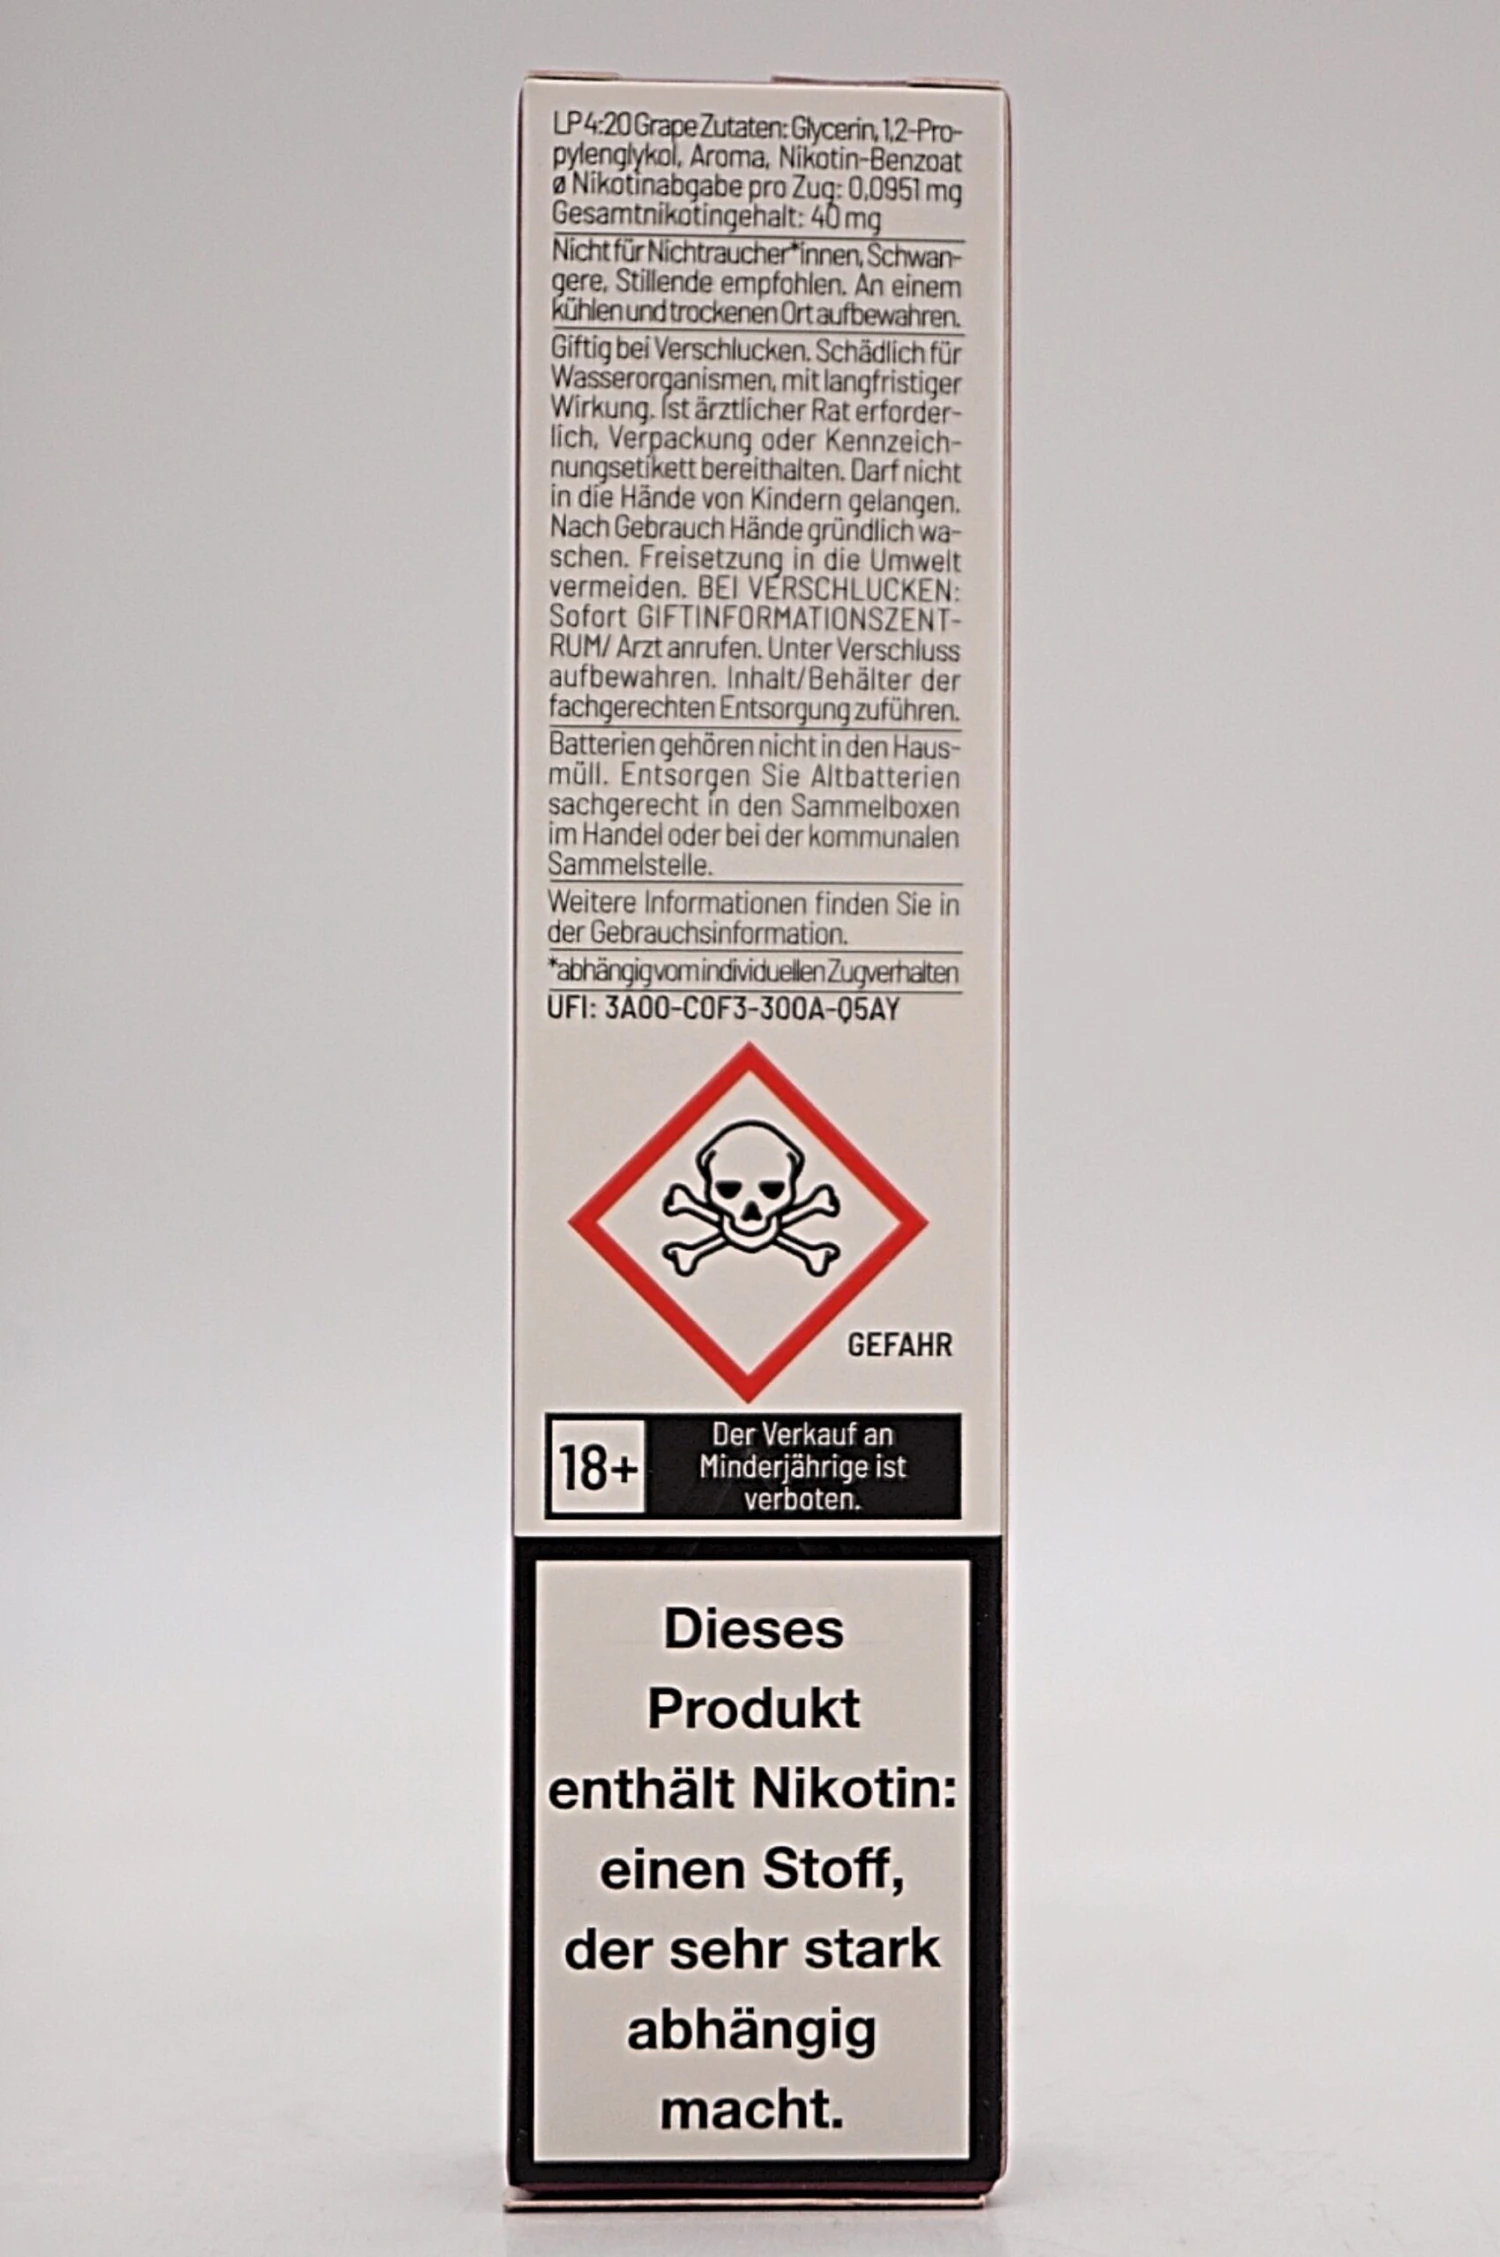 LP 4:20 Grape Zutaten: Glycerin, 1,2-Pro-
pylenglykol, Aroma, Nikotin-Benzoat
ø Nikotinabgabe pro Zug: 0,0951 mg
Gesamtnikotingehalt: 40 mg
Nicht für Nichtraucher*innen, Schwan-
gere, Stillende empfohlen. An einem
kühlen und trockenen Ort aufbewahren.
Giftig bei Verschlucken. Schädlich für
Wasserorganismen, mit langfristiger
Wirkung. Ist ärztlicher Rat erforder-
lich, Verpackung oder Kennzeich-
nungsetikett bereithalten. Darf nicht
in die Hände von Kindern gelangen.
Nach Gebrauch Hände gründlich wa-
schen. Freisetzung in die Umwelt
vermeiden. BEI VERSCHLUCKEN:
Sofort GIFTINFORMATIONSZENT-
RUM/ Arzt anrufen. Unter Verschluss
aufbewahren. Inhalt/Behälter der
fachgerechten Entsorgung zuführen.
Batterien gehören nicht in den Haus-
müll. Entsorgen Sie Altbatterien
sachgerecht in den Sammelboxen
im Handel oder bei der kommunalen
Sammelstelle.
Weitere Informationen finden Sie in
der Gebrauchsinformation.
*abhängig vom individuellen Zugverhalten
UFI: 3A00-C0F3-300A-Q5AY
GEFAHR
18+
Der Verkauf an
Minderjährige ist
verboten.
Dieses
Produkt
enthält Nikotin:
einen Stoff,
der sehr stark
abhängig
macht.